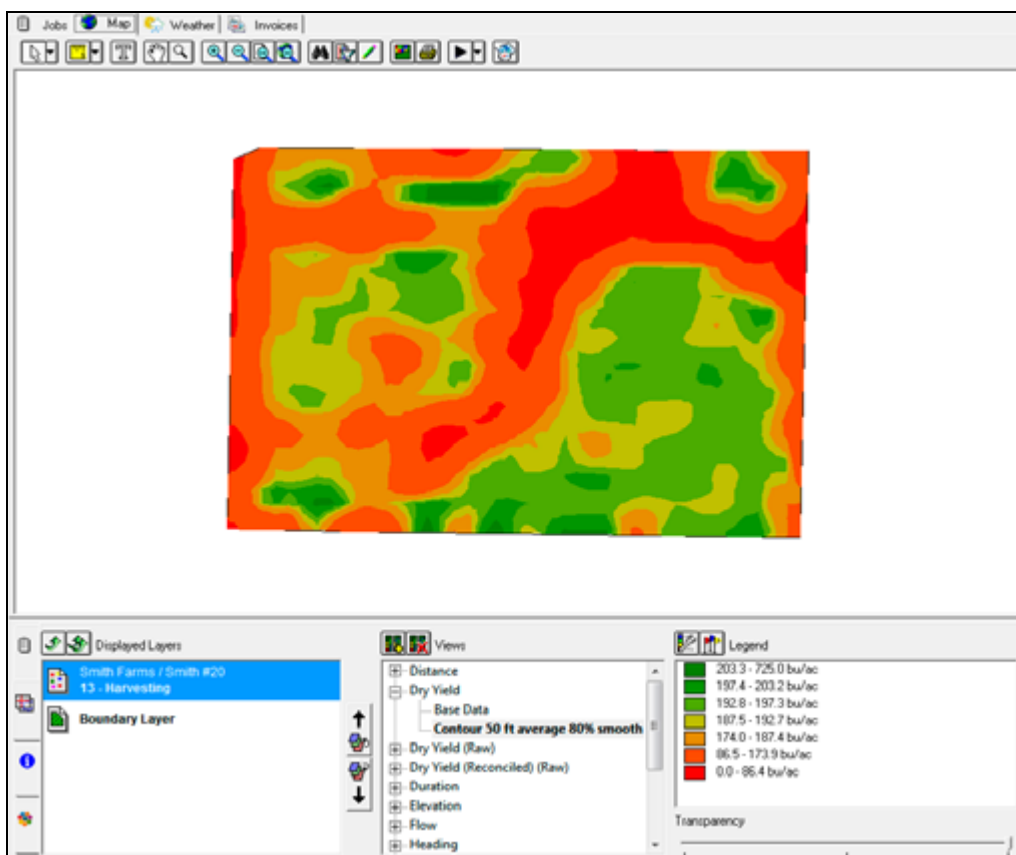 Jobs Map Weather Invoices
T
Displayed Layers
Smith Farms / Smith #20
13 - Harvesting
Boundary Layer
Views
Distance
Dry Yield
Base Data
Contour 50 ft average 80% smooth
Dry Yield (Raw)
Dry Yield (Reconciled) (Raw)
Duration
Elevation
Flow
Heading
Legend
203.3 - 725.0 bu/ac
197.4 - 203.2 bu/ac
192.8 - 197.3 bu/ac
187.5 - 192.7 bu/ac
174.0 - 187.4 bu/ac
86.5 - 173.9 bu/ac
0.0 - 86.4 bu/ac
Transparency